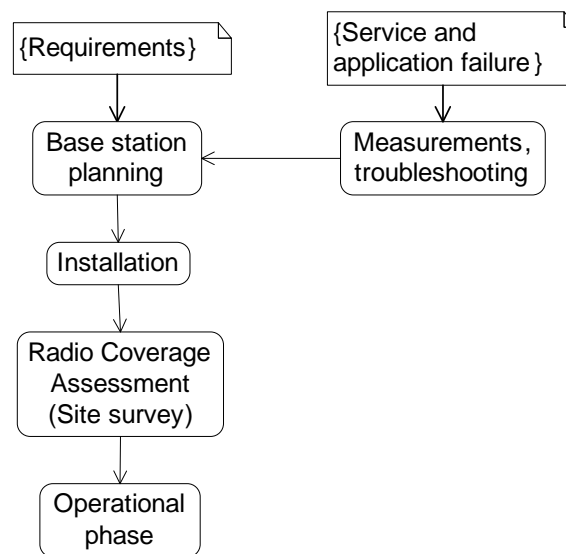 {Requirements}
{Service and
application failure}
Base station
planning
Measurements,
troubleshooting
Installation
Radio Coverage
Assessment
(Site survey)
Operational
phase